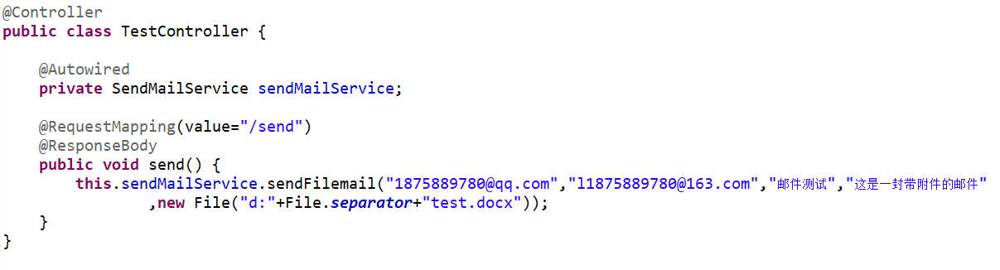 @Controller
public class TestController {
@Autowired
private SendMailService sendMailService;
@RequestMapping(value="/send")
@ResponseBody
public void send() {
this.sendMailService.sendFilemail("1875889780@qq.com","l1875889780@163.com","邮件测试","这是一封带附件的邮件"
,new File("d:"+File.separator+"test.docx"));
}
}